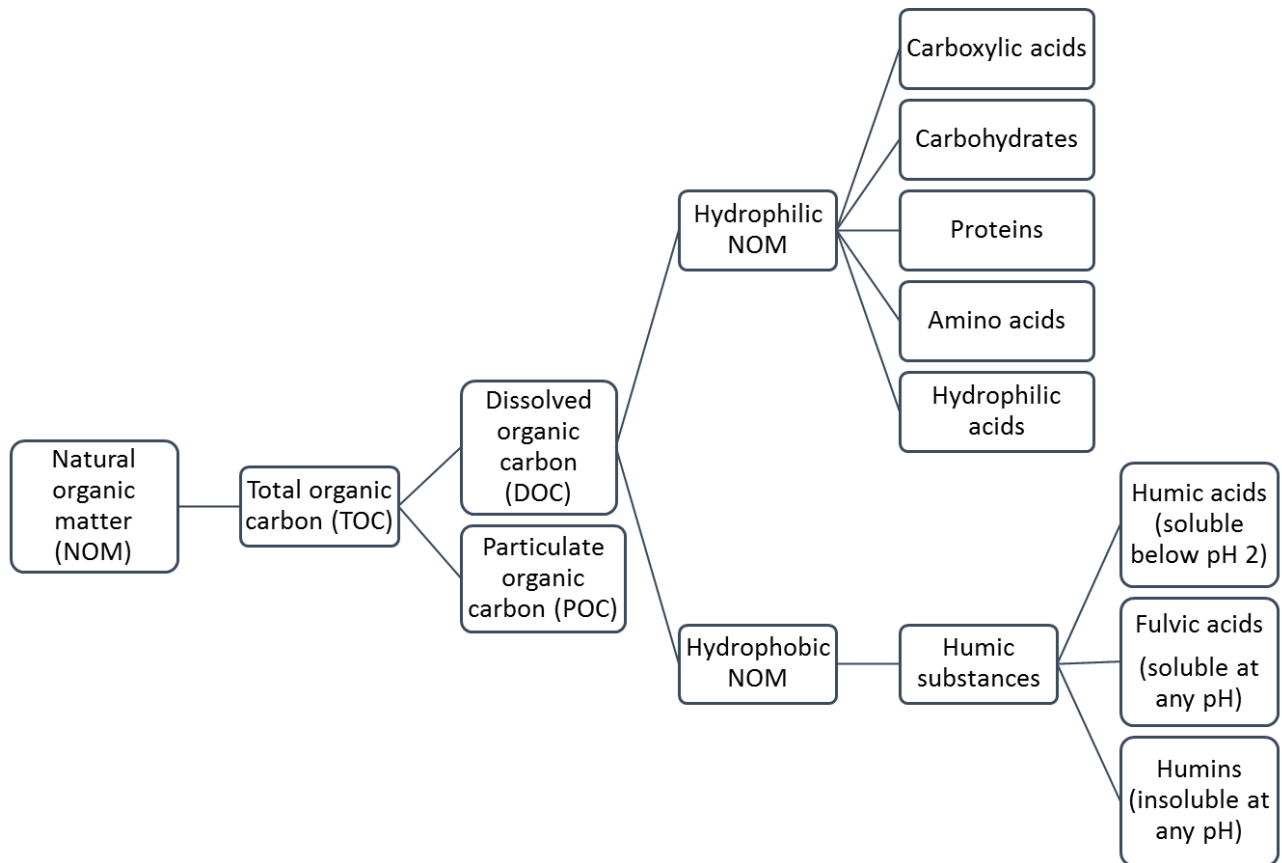 Natural
organic
matter
(NOM)
Total organic
carbon (TOC)
Dissolved
organic
carbon
(DOC)
Particulate
organic
carbon (POC)
Hydrophilic
NOM
Carboxylic acids
Carbohydrates
Proteins
Amino acids
Hydrophilic
acids
Hydrophobic
NOM
Humic
substances
Humic acids
(soluble
below pH 2)
Fulvic acids
(soluble at
any pH)
Humins
(insoluble at
any pH)